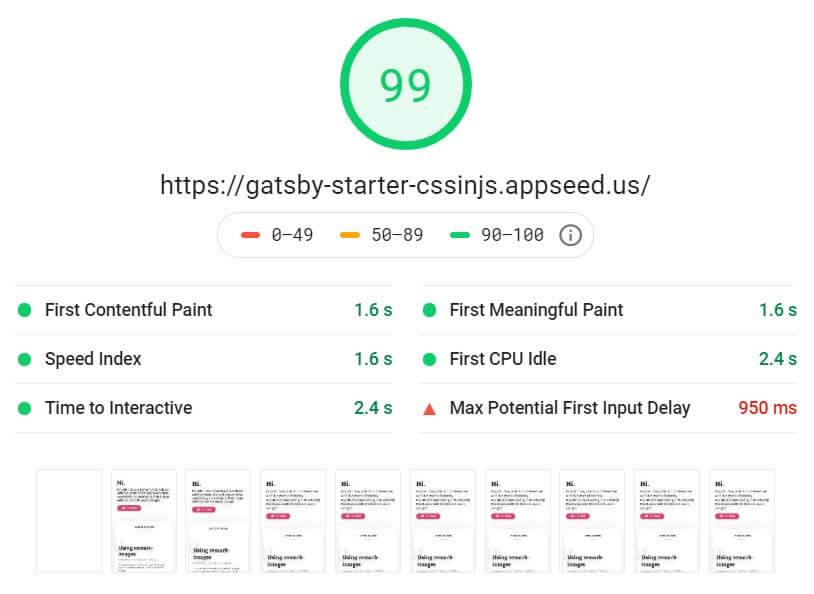 99
https://gatsby-starter-cssinjs.appseed.us/
0–49 50–89 90–100
First Contentful Paint 1.6 s
First Meaningful Paint 1.6 s
Speed Index 1.6 s
First CPU Idle 2.4 s
Time to Interactive 2.4 s
Max Potential First Input Delay 950 ms
Hi.
Hi.
Hi.
Hi.
Hi.
Hi.
Hi.
Hi.
Hi.
Using remark-
images
Using remark-
images
Using remark-
images
Using remark-
images
Using remark-
images
Using remark-
images
Using remark-
images
Using remark-
images
Using remark-
images